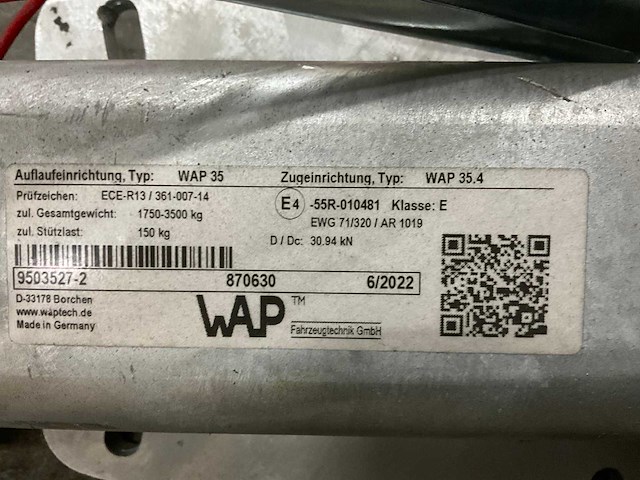 Auflaufeinrichtung, Typ: WAP 35 Zugeinrichtung, Typ: WAP 35.4
Prüfzeichen: ECE-R13 / 361-007-14 E4 -55R-010481 Klasse: E
zul. Gesamtgewicht: 1750-3500 kg EWG 71/320 / AR 1019
zul. Stützlast: 150 kg D / Dc: 30.94 kN
9503527-2 870630 6/2022
D-33178 Borchen
www.waptech.de
Made in Germany
WAP™
Fahrzeugtechnik GmbH